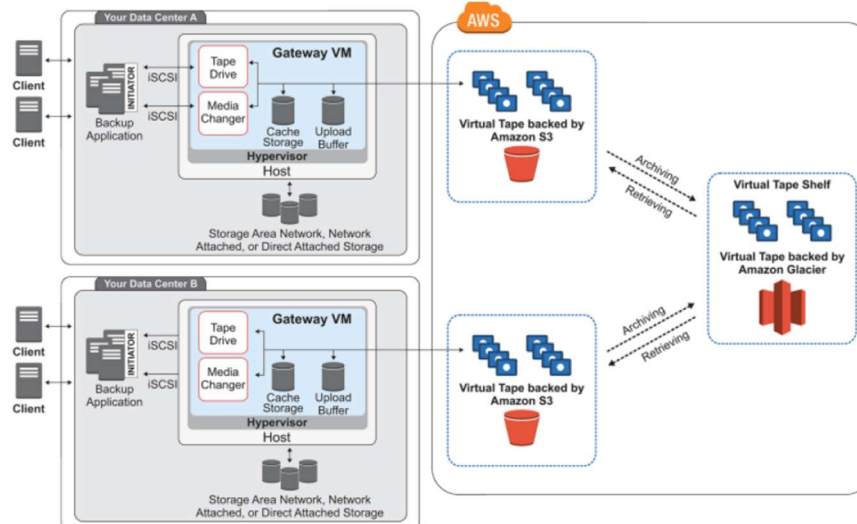 Your Data Center A
AWS
Client
Client
INITIATOR
Backup
Application
iSCSI
iSCSI
Gateway VM
Tape
Drive
Media
Changer
Cache
Storage
Upload
Buffer
Hypervisor
Host
Storage Area Network, Network
Attached, or Direct Attached Storage
Virtual Tape backed by
Amazon S3
Archiving
Retrieving
Virtual Tape Shelf
Virtual Tape backed by
Amazon Glacier
Your Data Center B
Client
Client
INITIATOR
Backup
Application
iSCSI
iSCSI
Gateway VM
Tape
Drive
Media
Changer
Cache
Storage
Upload
Buffer
Hypervisor
Host
Storage Area Network, Network
Attached, or Direct Attached Storage
Virtual Tape backed by
Amazon S3
Archiving
Retrieving